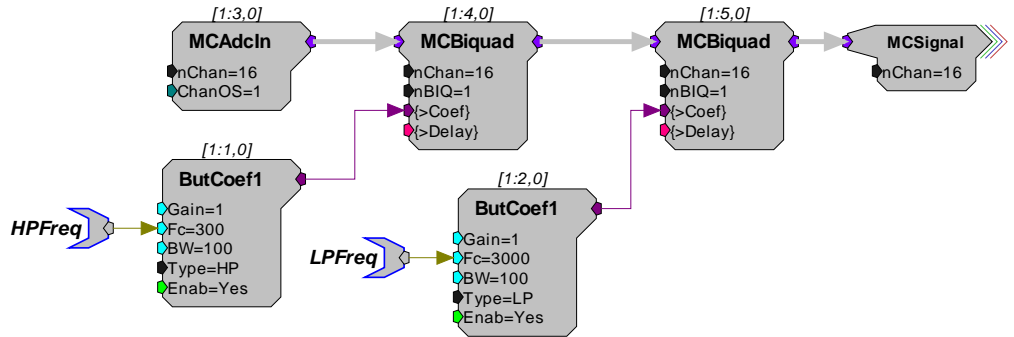 [1:3,0]
MCAdcIn
nChan=16
ChanOS=1
[1:4,0]
MCBiquad
nChan=16
nBIQ=1
{>Coef}
{>Delay}
[1:5,0]
MCBiquad
nChan=16
nBIQ=1
{>Coef}
{>Delay}
MCSignal
nChan=16
[1:1,0]
ButCoef1
Gain=1
Fc=300
BW=100
Type=HP
Enab=Yes
HPFreq
[1:2,0]
ButCoef1
Gain=1
Fc=3000
BW=100
Type=LP
Enab=Yes
LPFreq